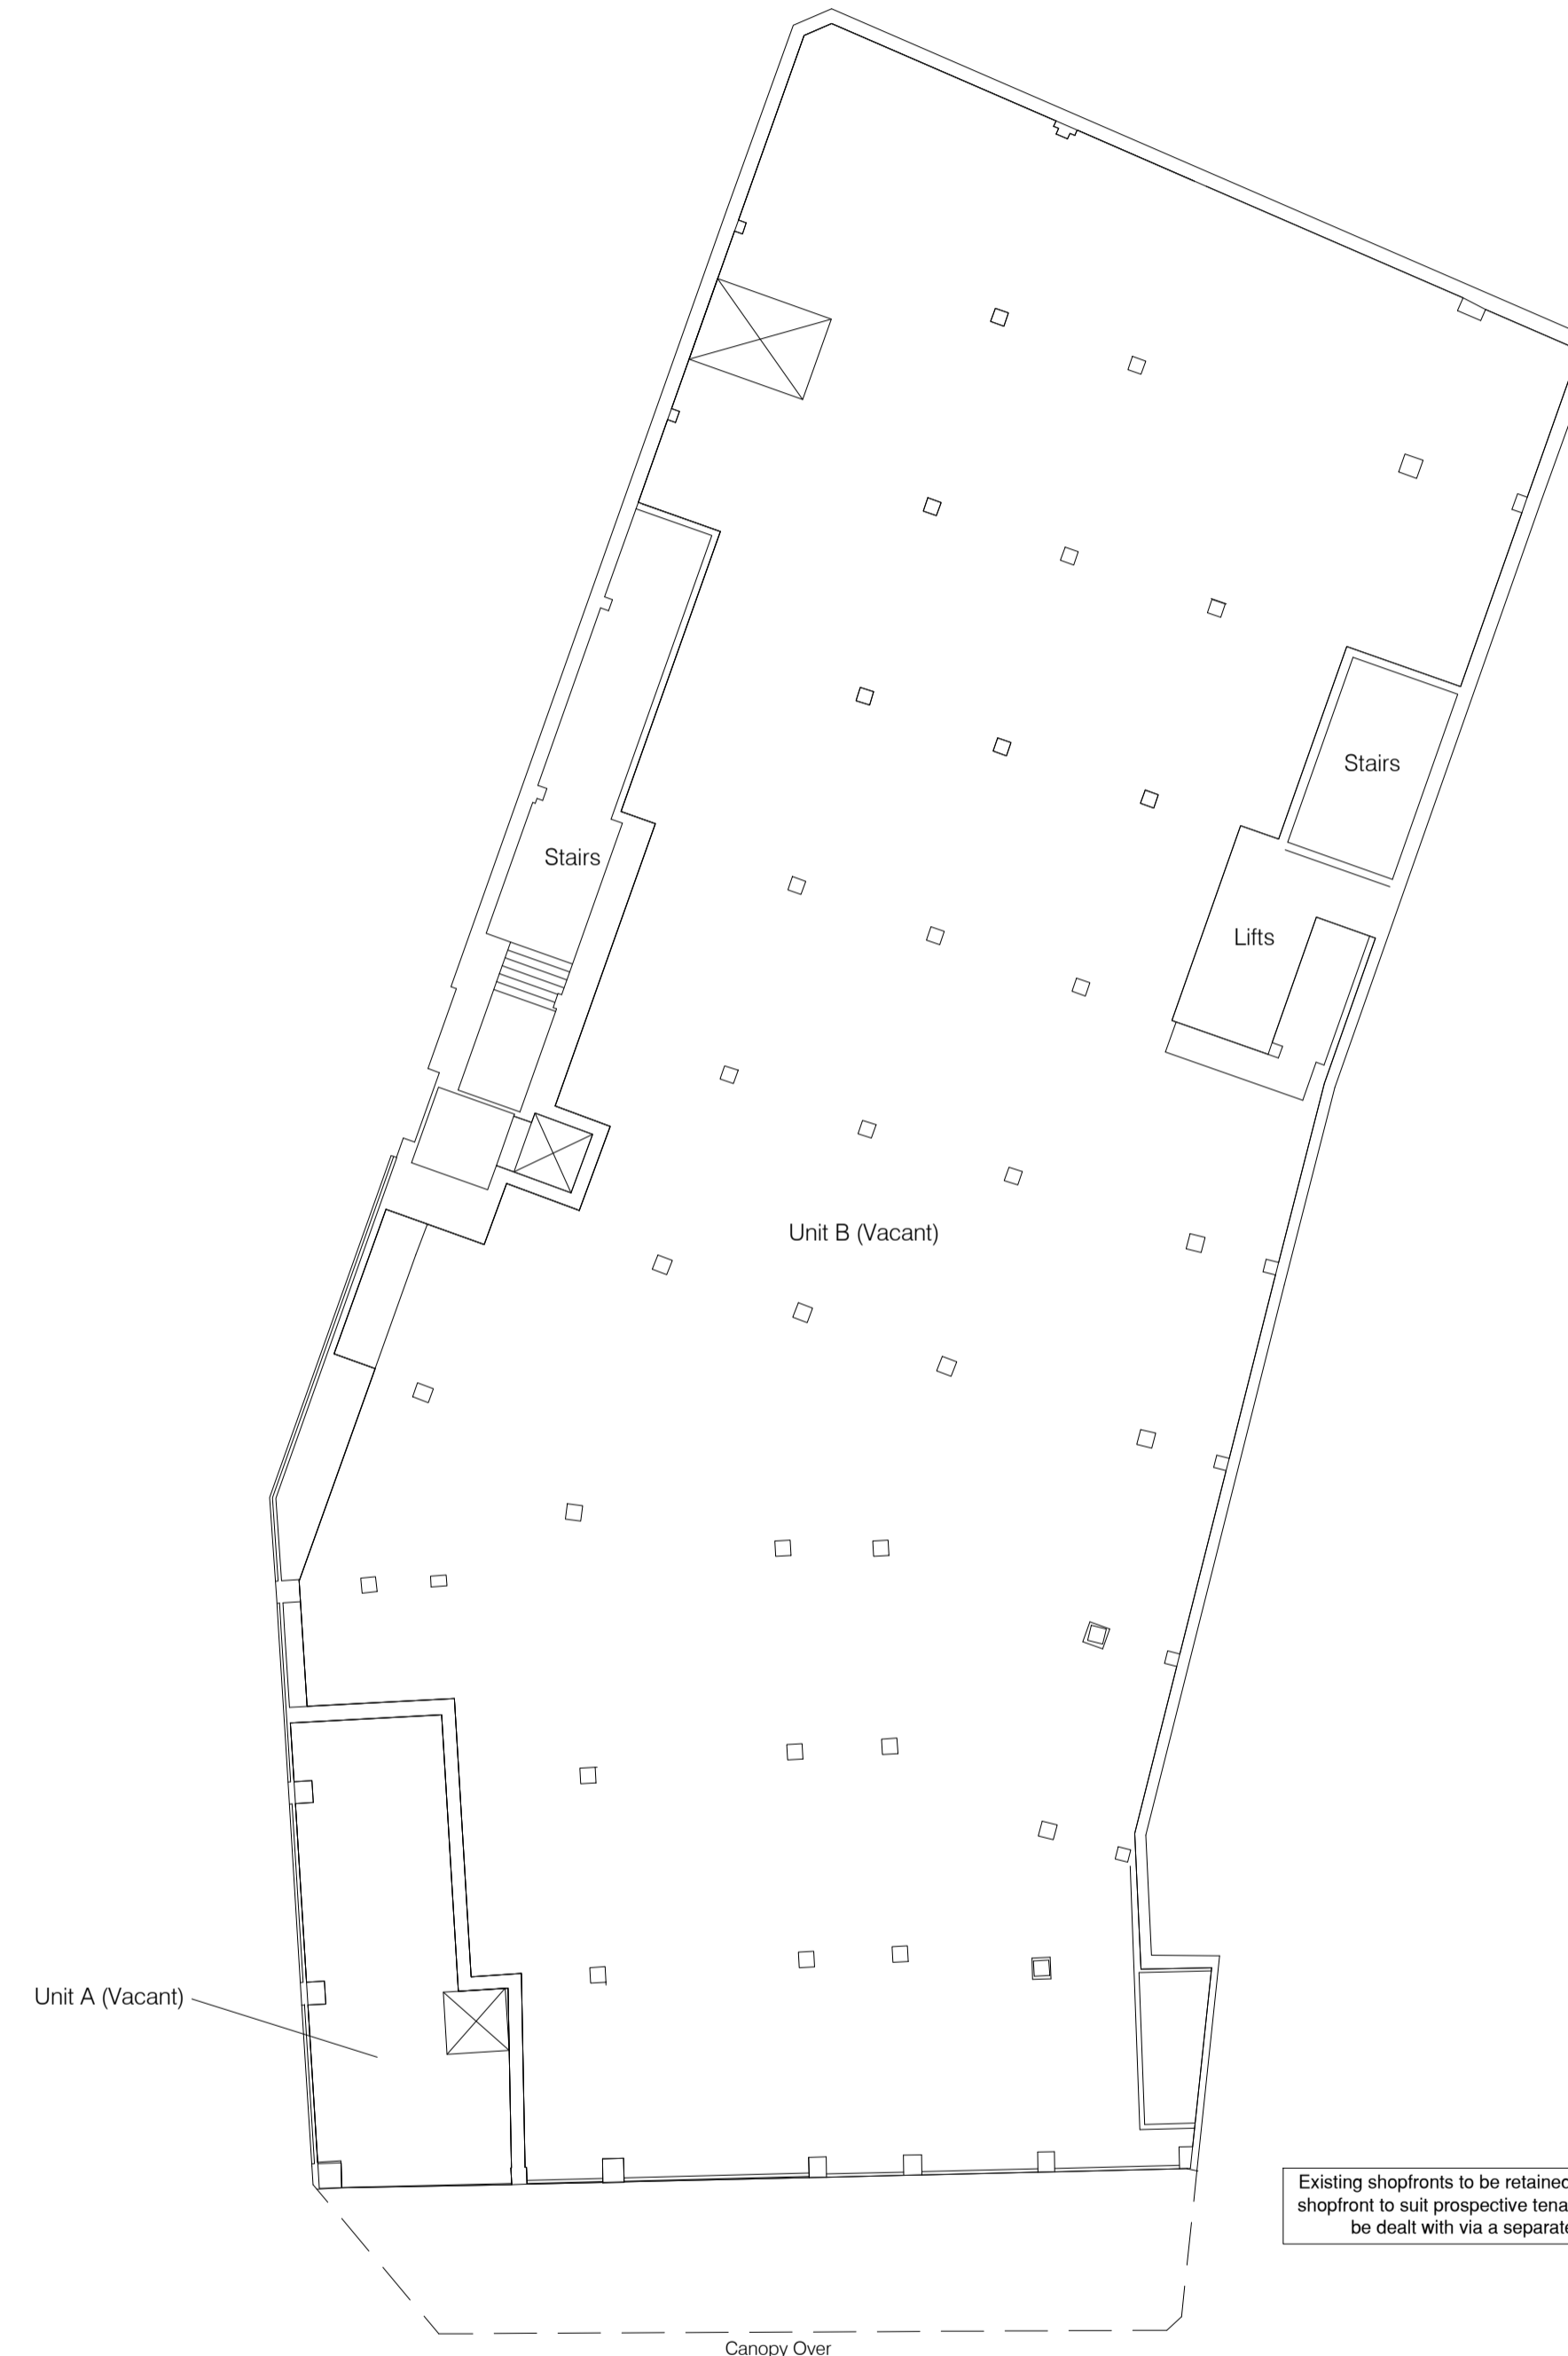 Stairs
Stairs
Lifts
Unit B (Vacant)
Unit A (Vacant)
Existing shopfronts to be retained
shopfront to suit prospective tena
be dealt with via a separate
Canopy Over